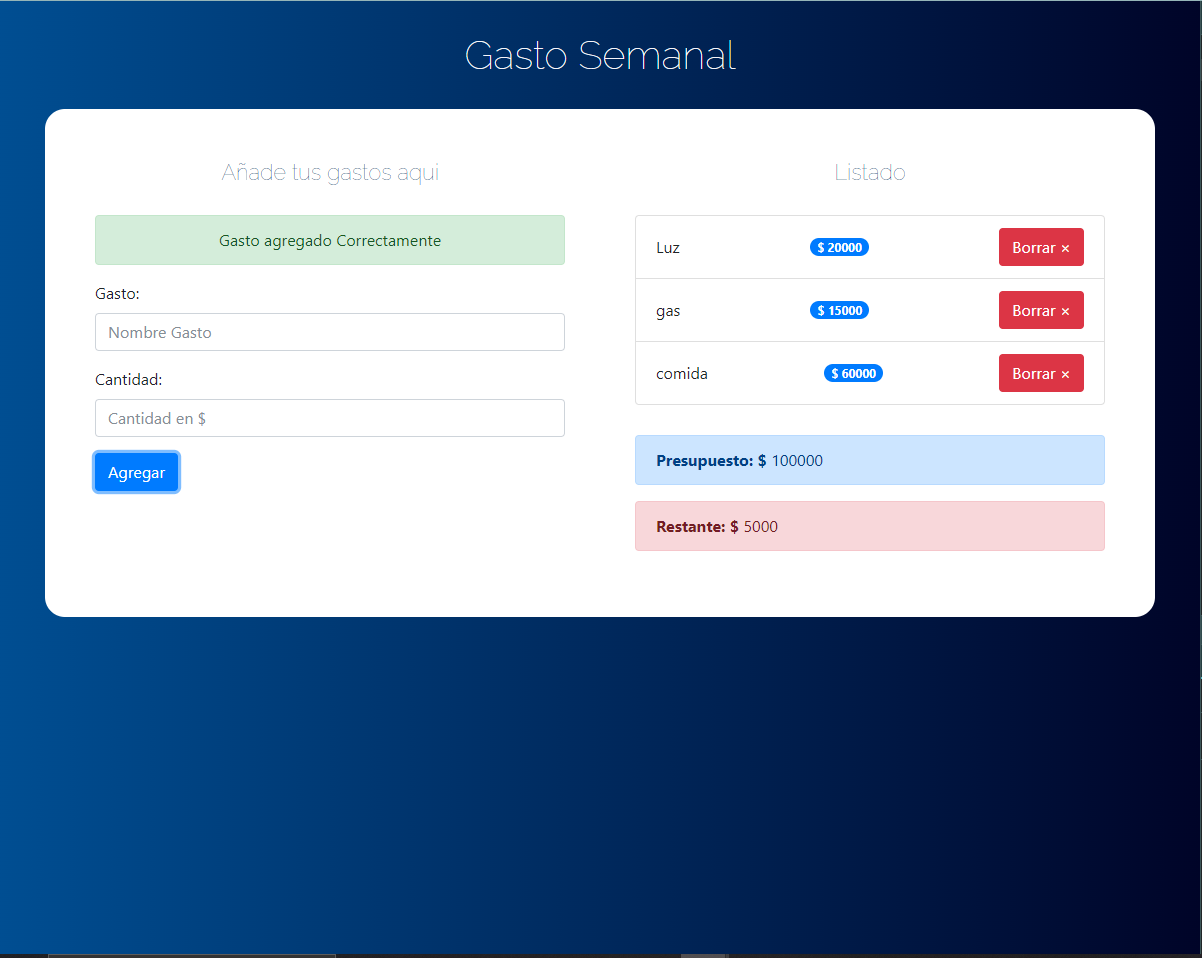 Gasto Semanal
Añade tus gastos aqui
Gasto agregado Correctamente
Gasto:
Nombre Gasto
Cantidad:
Cantidad en $
Agregar
Listado
Luz $ 20000 Borrar ×
gas $ 15000 Borrar ×
comida $ 60000 Borrar ×
Presupuesto: $ 100000
Restante: $ 5000